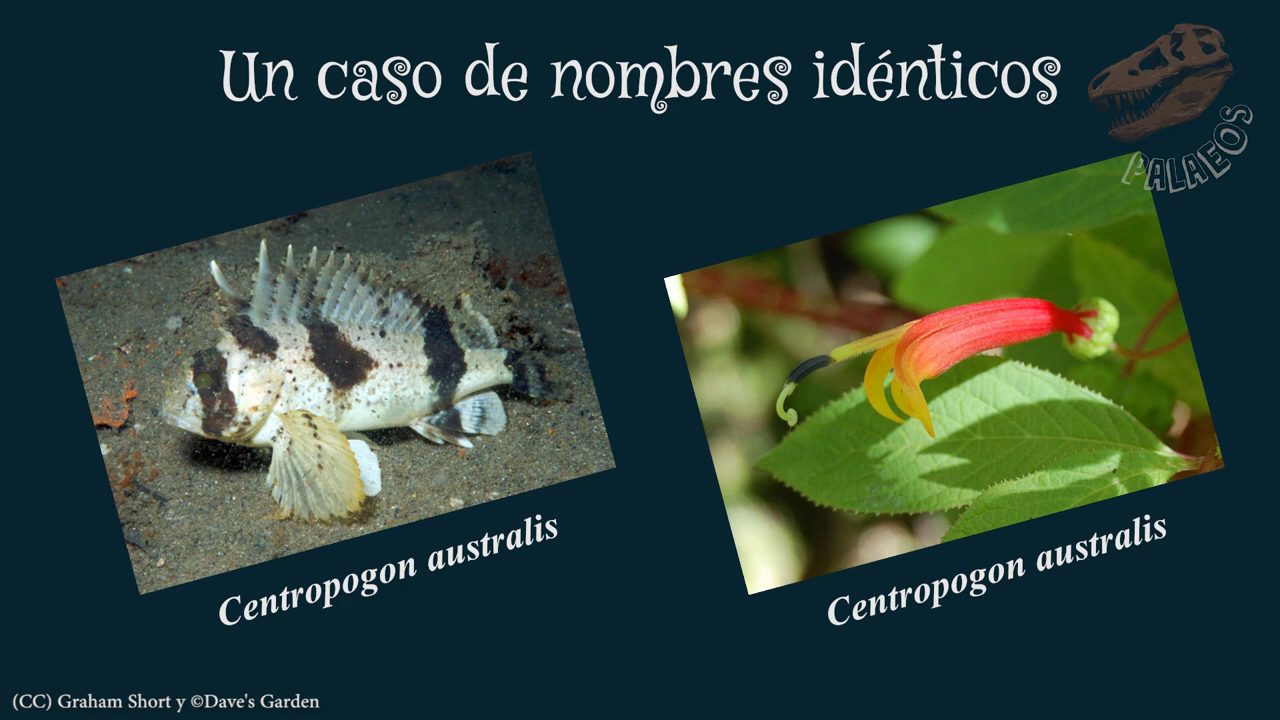 Un caso de nombres idénticos
PALAEOS
Centropogon australis
Centropogon australis
(CC) Graham Short y ©Dave's Garden